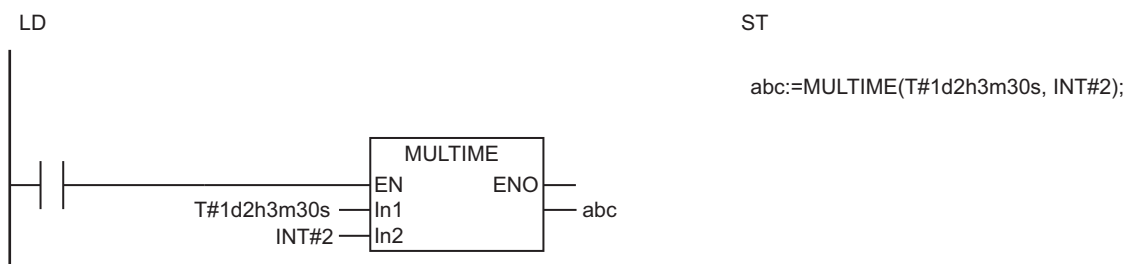 LD
ST
abc:=MULTIME(T#1d2h3m30s, INT#2);
MULTIME
EN ENO
T#1d2h3m30s In1 abc
INT#2 In2